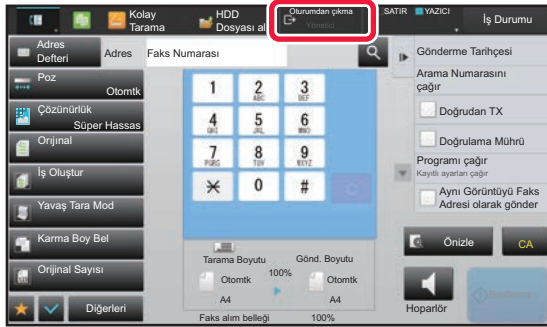 Kolay
Tarama
HDD
Dosyası al
Oturumdan çıkma
Yönetici
SATIR
YAZICI
İş Durumu
Adres
Defteri
Adres
Faks Numarası
Poz
Otomtk
Çözünürlük
Süper Hassas
Orijinal
İş Oluştur
Yavaş Tara Mod
Karma Boy Bel
Orijinal Sayısı
Diğerleri
1
2
ABC
3
DEF
4
GHI
5
JKL
6
MNO
7
PQRS
8
TUV
9
WXYZ
0
#
C
Tarama Boyutu
Gönd. Boyutu
100%
Otomtk
Otomtk
A4
A4
Faks alım belleği
100%
Gönderme Tarihçesi
Arama Numarasını
çağır
Doğrudan TX
Doğrulama Mührü
Programı çağır
Kayıtlı ayarları çağır
Aynı Görüntüyü Faks
Adresi olarak gönder
Önizle
CA
Hoparlör